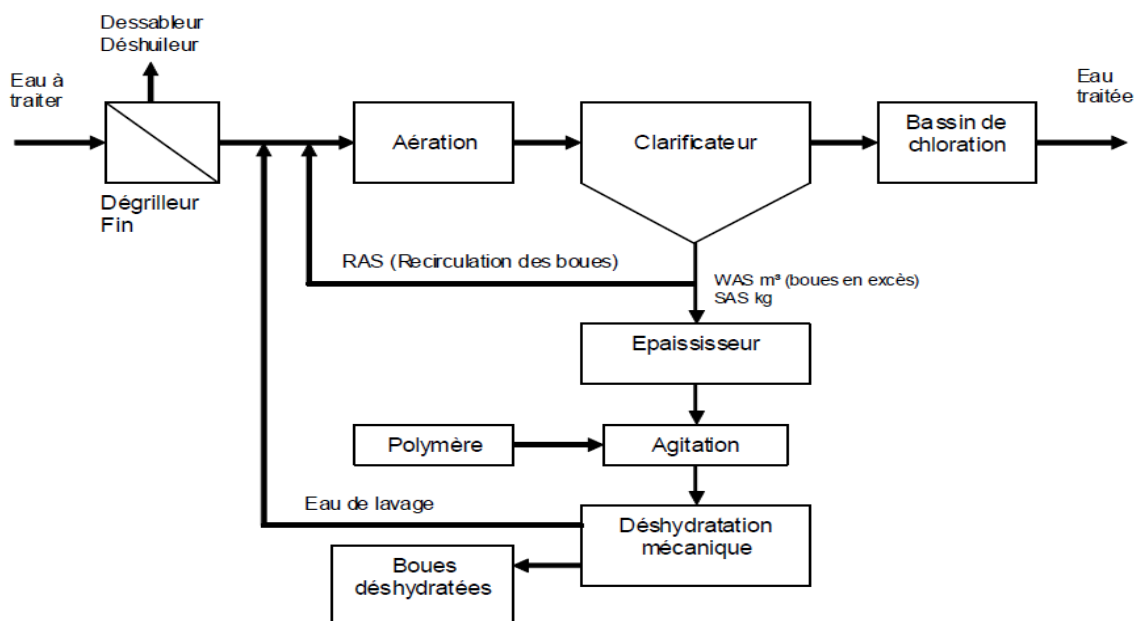 Dessableur
Déshuileur
Eau à
traiter
Eau
traitée
Aération
Clarificateur
Bassin de
chloration
Dégrilleur
Fin
RAS (Recirculation des boues)
WAS m³ (boues en excès)
SAS kg
Epaississeur
Polymère
Agitation
Eau de lavage
Déshydratation
mécanique
Boues
déshydratées